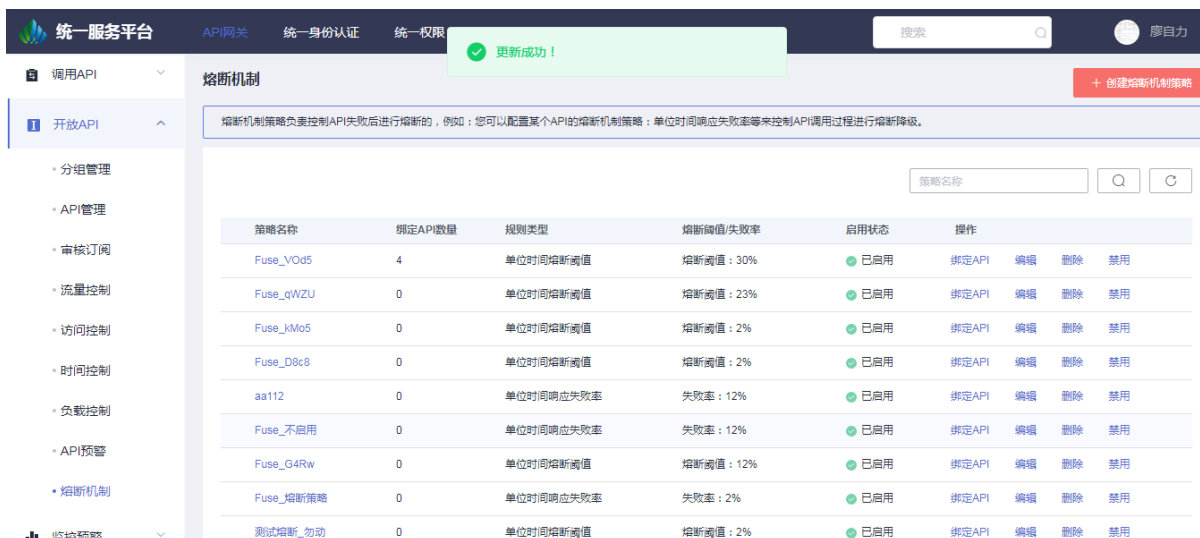 统一服务平台 API网关 统一身份认证 统一权限 更新成功！ 搜索 廖自力
调用API
开放API
分组管理
API管理
审核订阅
流量控制
访问控制
时间控制
负载控制
API预警
熔断机制
监控预警
熔断机制 + 创建熔断机制策略
熔断机制策略负责控制API失败后进行熔断的，例如：您可以配置某个API的熔断机制策略：单位时间响应失败率等来控制API调用过程进行熔断降级。
策略名称
策略名称 绑定API数量 规则类型 熔断阈值/失败率 启用状态 操作
Fuse_VOd5 4 单位时间熔断阈值 熔断阈值：30% 已启用 绑定API 编辑 删除 禁用
Fuse_qWZU 0 单位时间熔断阈值 熔断阈值：23% 已启用 绑定API 编辑 删除 禁用
Fuse_kMo5 0 单位时间熔断阈值 熔断阈值：2% 已启用 绑定API 编辑 删除 禁用
Fuse_D8c8 0 单位时间熔断阈值 熔断阈值：2% 已启用 绑定API 编辑 删除 禁用
aa112 0 单位时间响应失败率 失败率：12% 已启用 绑定API 编辑 删除 禁用
Fuse_不启用 0 单位时间响应失败率 失败率：12% 已启用 绑定API 编辑 删除 禁用
Fuse_G4Rw 0 单位时间熔断阈值 熔断阈值：12% 已启用 绑定API 编辑 删除 禁用
Fuse_熔断策略 0 单位时间响应失败率 失败率：2% 已启用 绑定API 编辑 删除 禁用
测试熔断_勿动 0 单位时间熔断阈值 熔断阈值：2% 已启用 绑定API 编辑 删除 禁用